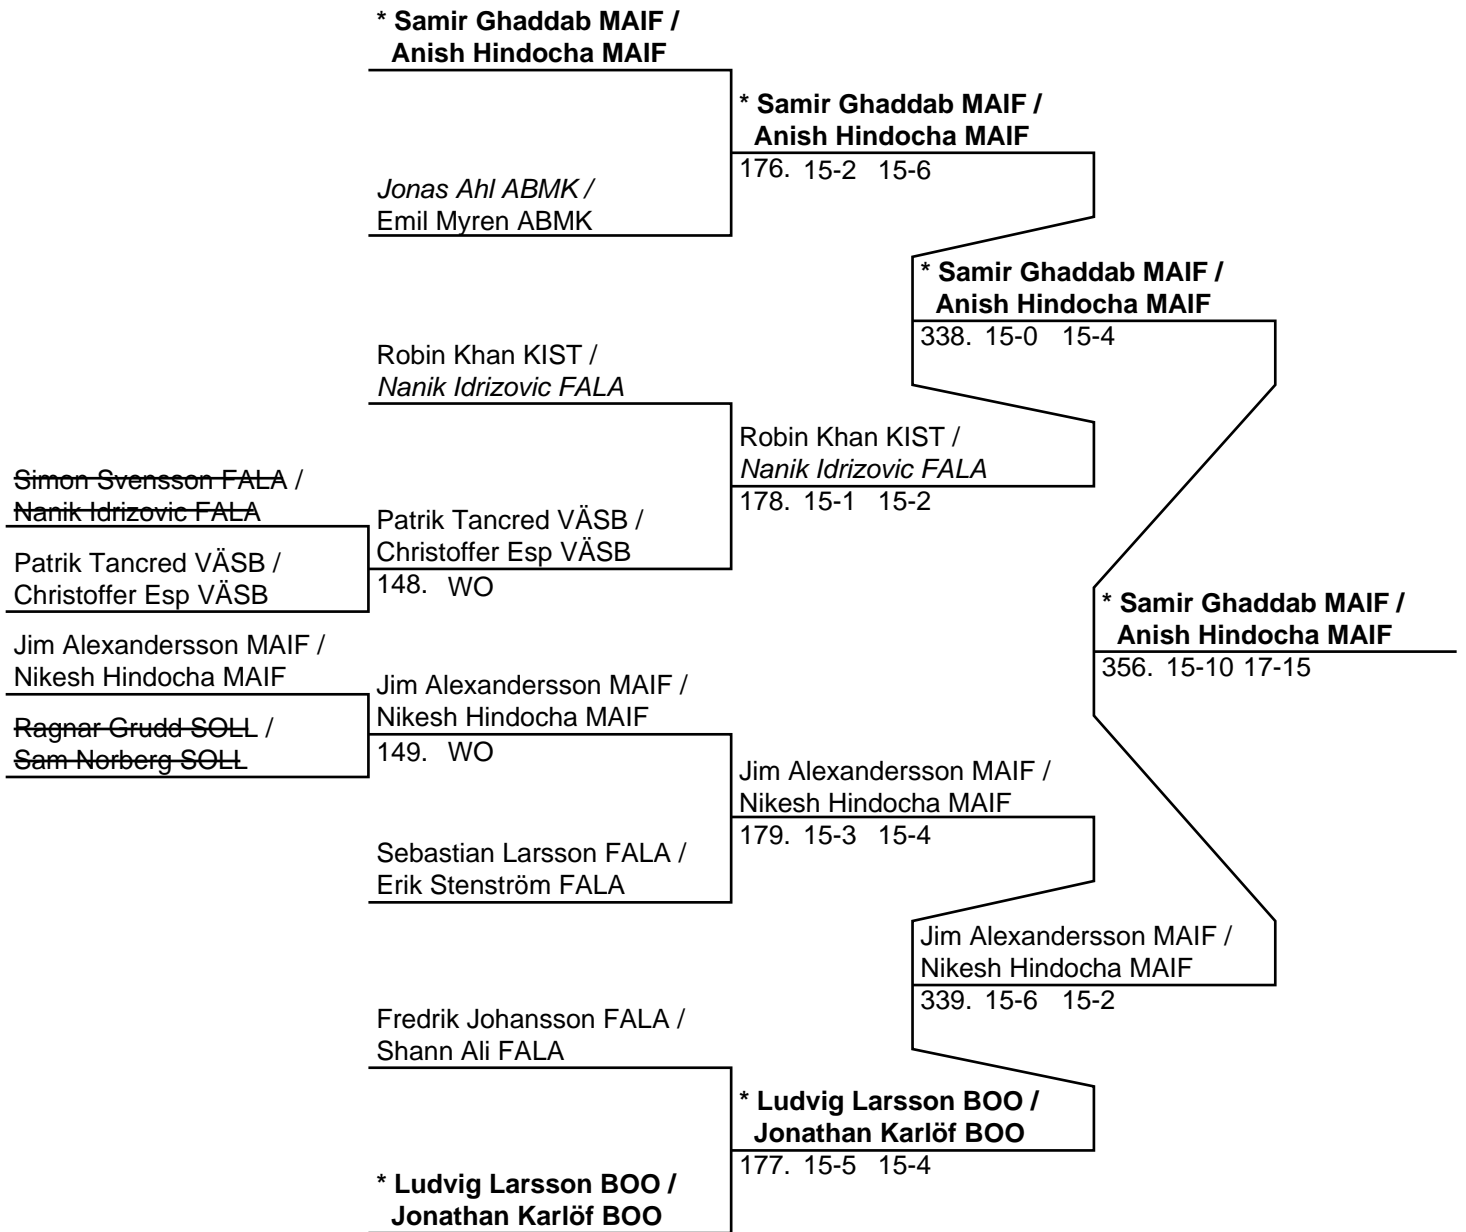 * Samir Ghaddab MAIF /
Anish Hindocha MAIF
* Samir Ghaddab MAIF /
Anish Hindocha MAIF
176. 15-2 15-6
Jonas Ahl ABMK /
Emil Myren ABMK
* Samir Ghaddab MAIF /
Anish Hindocha MAIF
338. 15-0 15-4
Robin Khan KIST /
Nanik Idrizovic FALA
Robin Khan KIST /
Nanik Idrizovic FALA
178. 15-1 15-2
Simon Svensson FALA /
Nanik Idrizovic FALA
Patrik Tancred VÄSB /
Christoffer Esp VÄSB
148. WO
Patrik Tancred VÄSB /
Christoffer Esp VÄSB
* Samir Ghaddab MAIF /
Anish Hindocha MAIF
356. 15-10 17-15
Jim Alexandersson MAIF /
Nikesh Hindocha MAIF
Jim Alexandersson MAIF /
Nikesh Hindocha MAIF
149. WO
Ragnar Grudd SOLL /
Sam Norberg SOLL
Jim Alexandersson MAIF /
Nikesh Hindocha MAIF
179. 15-3 15-4
Sebastian Larsson FALA /
Erik Stenström FALA
Jim Alexandersson MAIF /
Nikesh Hindocha MAIF
339. 15-6 15-2
Fredrik Johansson FALA /
Shann Ali FALA
* Ludvig Larsson BOO /
Jonathan Karlöf BOO
177. 15-5 15-4
* Ludvig Larsson BOO /
Jonathan Karlöf BOO